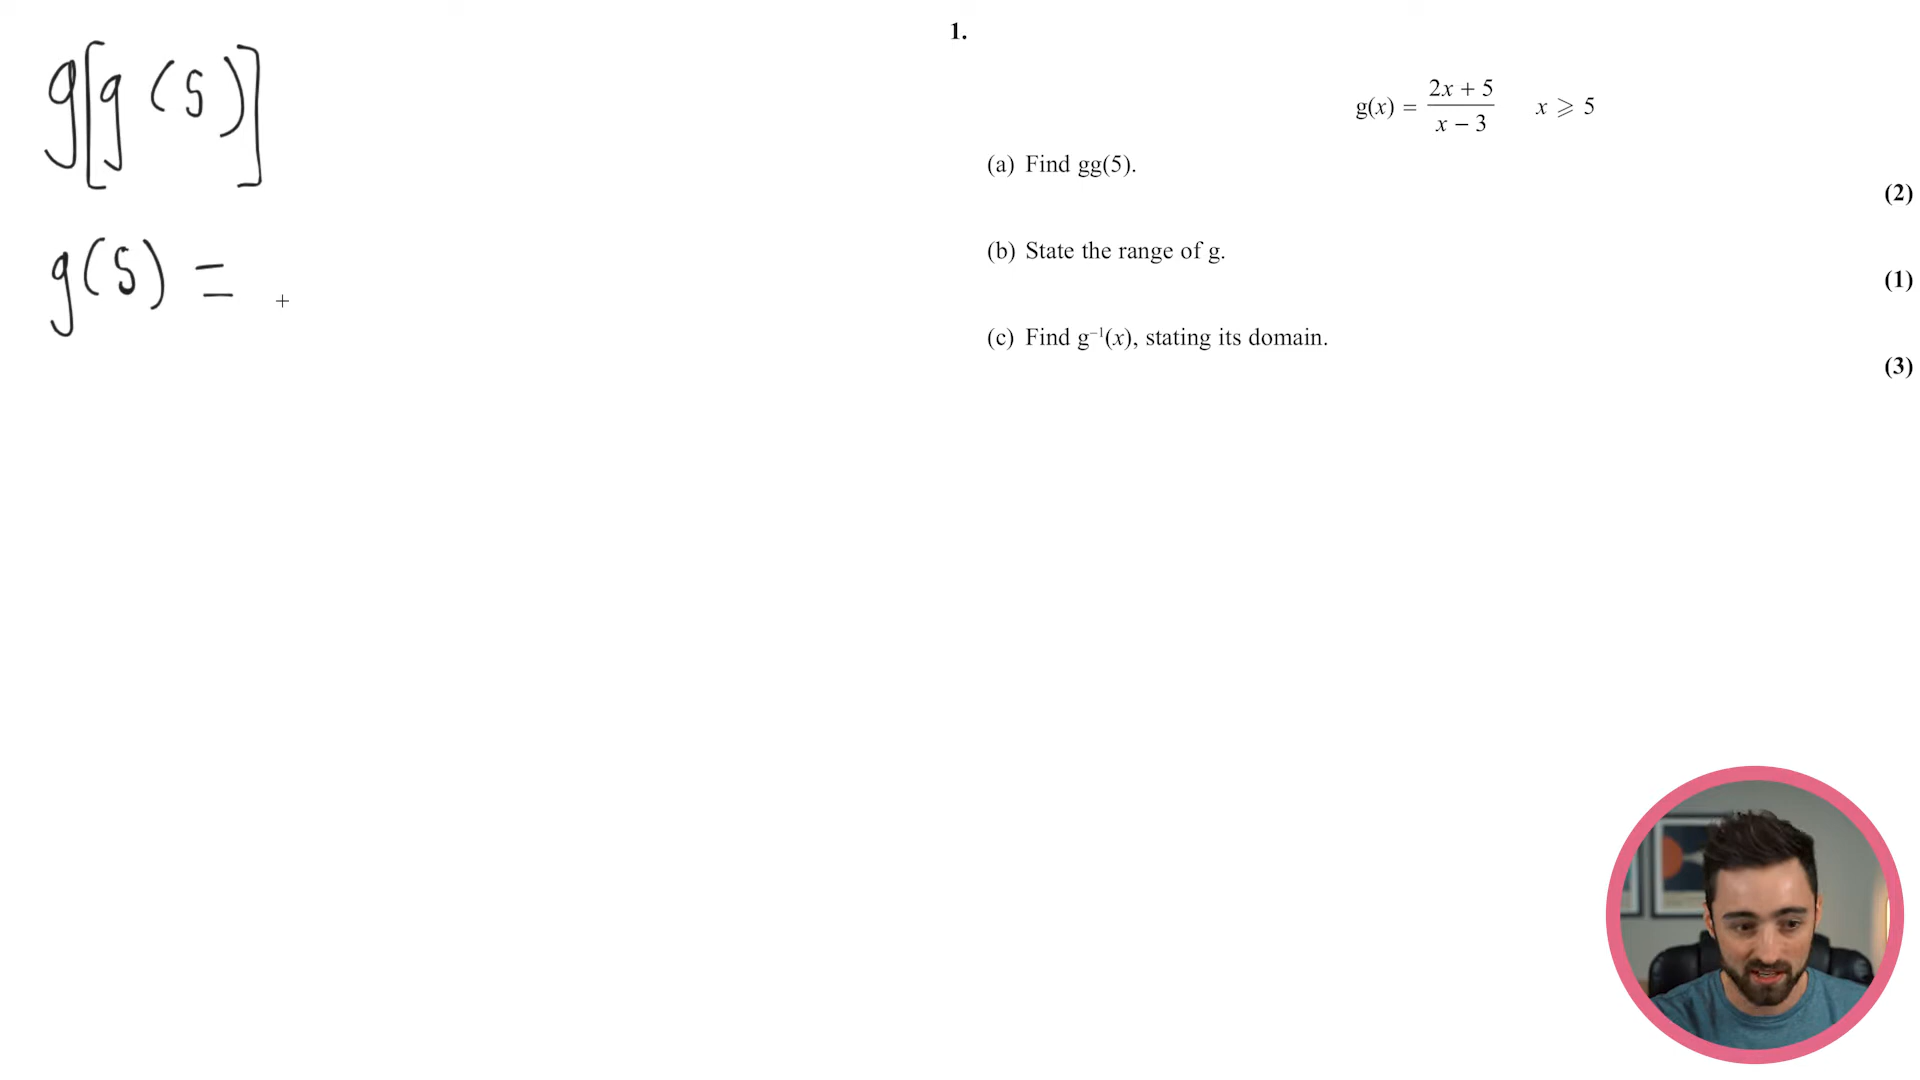 g[g(5)]
g(5) =
1.
g(x) = \frac{2x + 5}{x - 3} x ⩾ 5
(a) Find gg(5).
(2)
(b) State the range of g.
(1)
(c) Find g⁻¹(x), stating its domain.
(3)